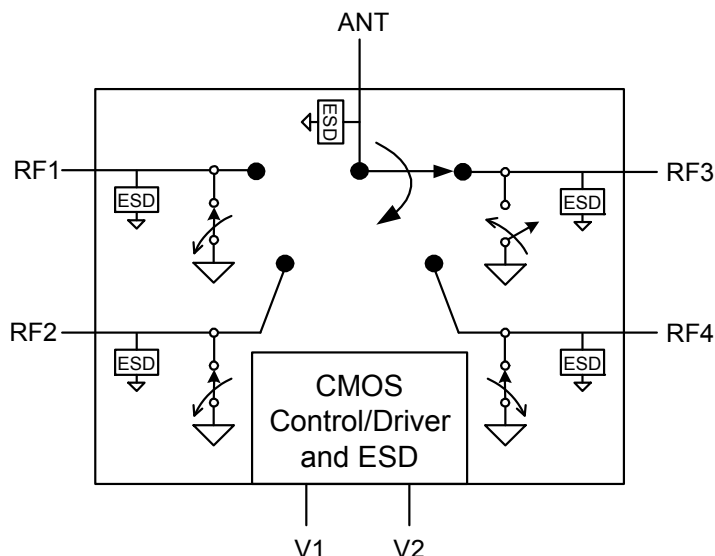 ANT
ESD
RF1
RF3
ESD
ESD
RF2
RF4
ESD
ESD
CMOS
Control/Driver
and ESD
V1
V2